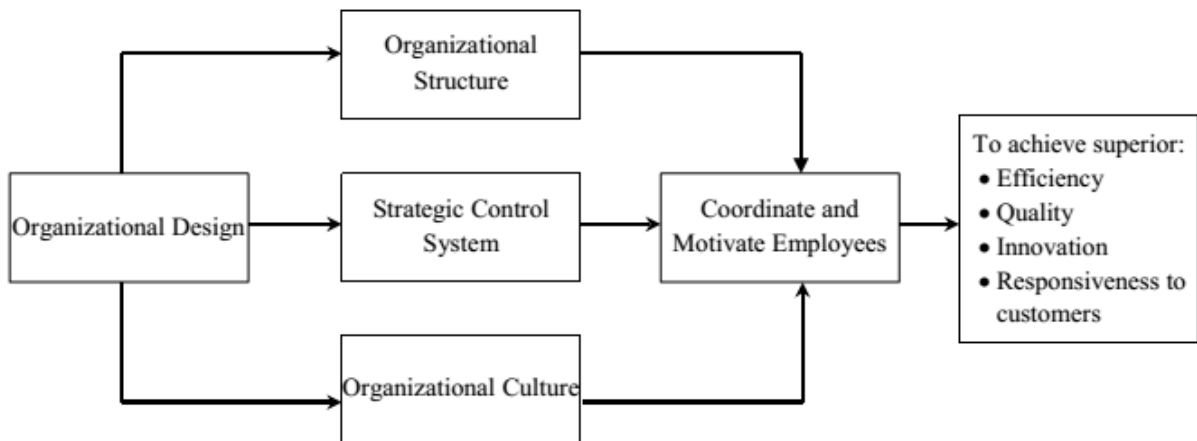 Organizational
Structure
Organizational Design
Strategic Control
System
Organizational Culture
Coordinate and
Motivate Employees
To achieve superior:
• Efficiency
• Quality
• Innovation
• Responsiveness to
customers